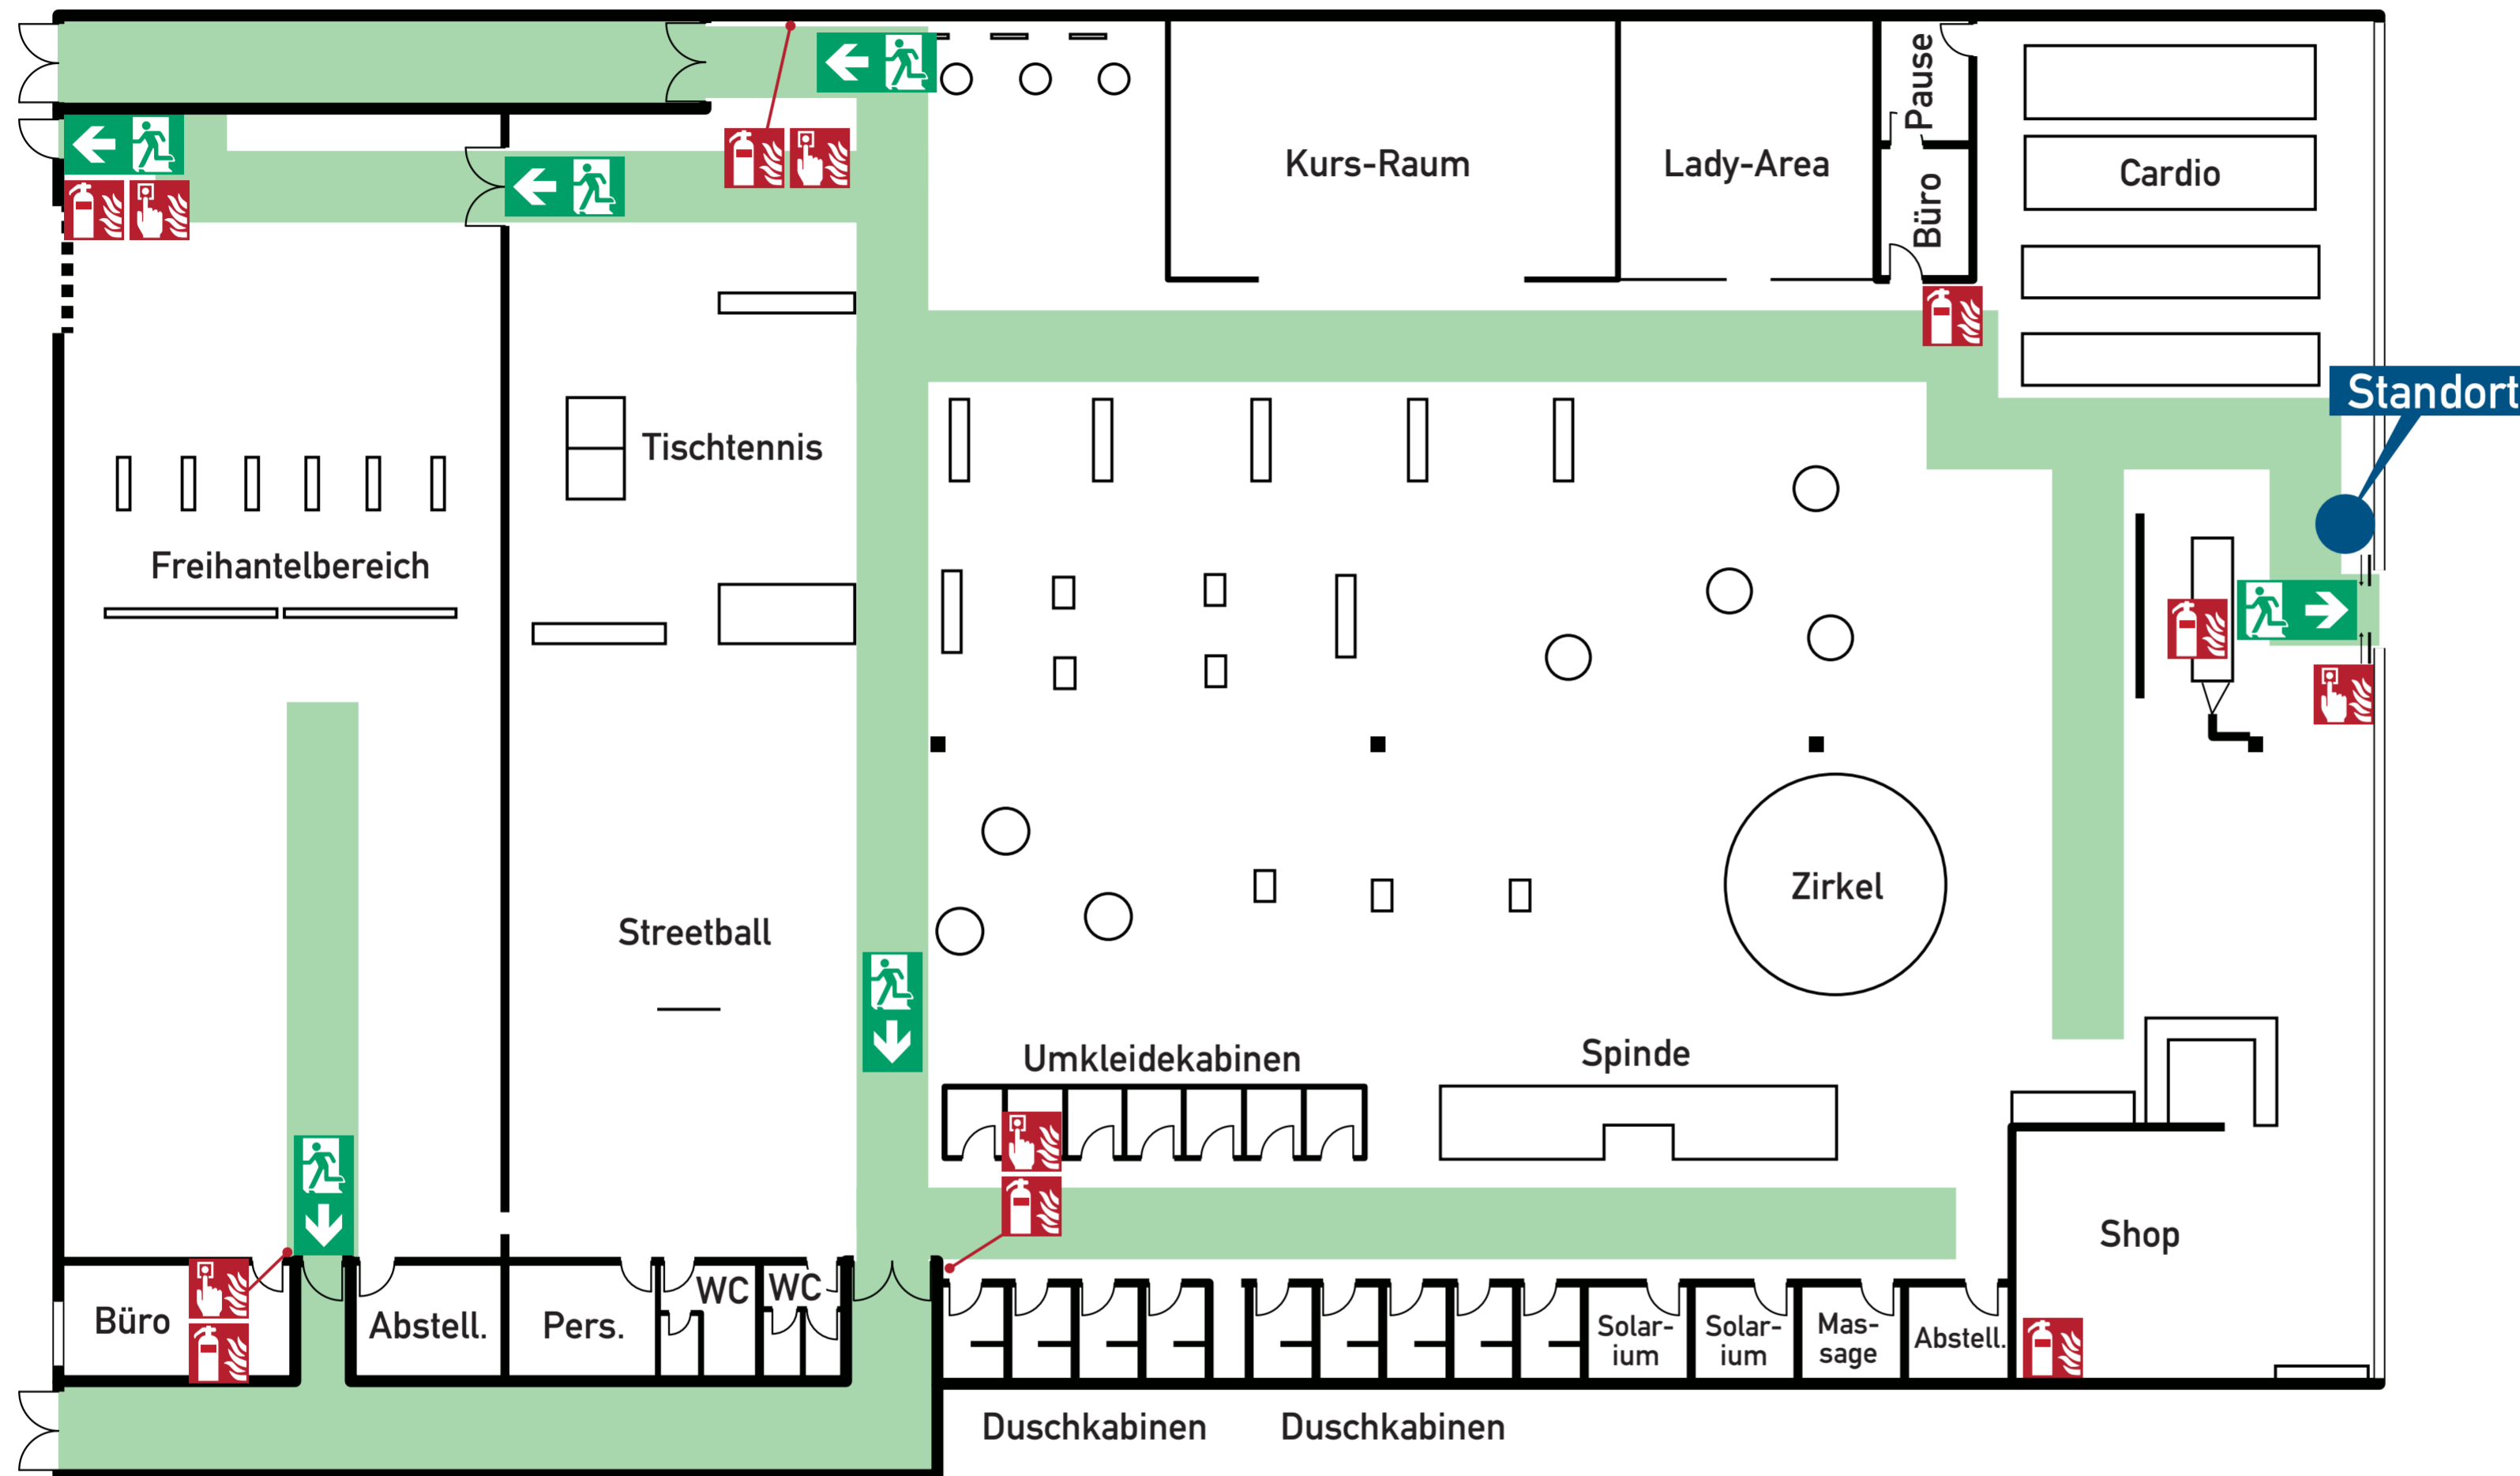 Pause
Kurs-Raum
Lady-Area
Cardio
Büro
Standort
Tischtennis
Freihantelbereich
Zirkel
Streetball
Umkleidekabinen
Spinde
Shop
WC
WC
Büro
Abstell.
Pers.
Solar-
ium
Solar-
ium
Mas-
sage
Abstell.
Duschkabinen
Duschkabinen